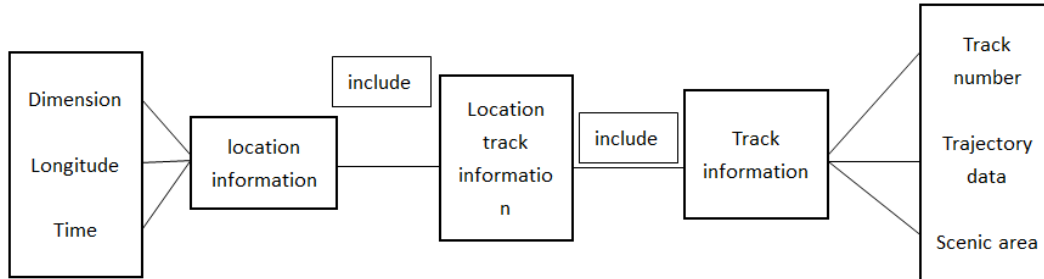 Dimension
Longitude
Time
location
information
include
Location
track
informatio
n
include
Track
information
Track
number
Trajectory
data
Scenic area